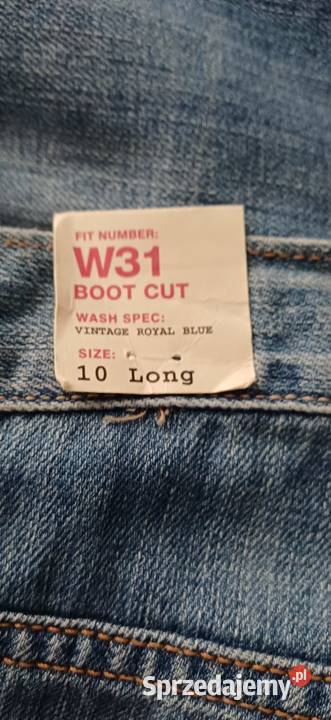 FIT NUMBER:
W31
BOOT CUT
WASH SPEC:
VINTAGE ROYAL BLUE
SIZE:
10 Long
Sprzedajemy.pl